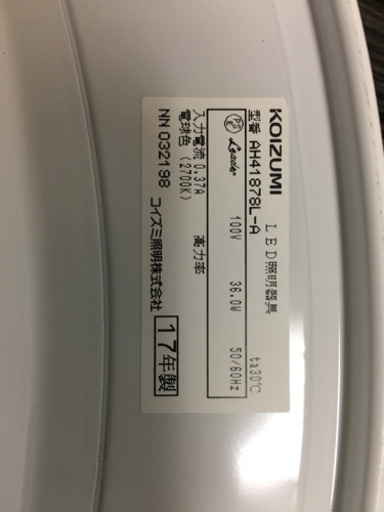 KOIZUMI LED照明器具
型番 AH41878L-A ta30℃
PSE Leader 100V 36.0W 50/60Hz
入力電流0.37A 高力率
電球色 (2700K)
NN 032198 コイズミ照明株式会社 17年製